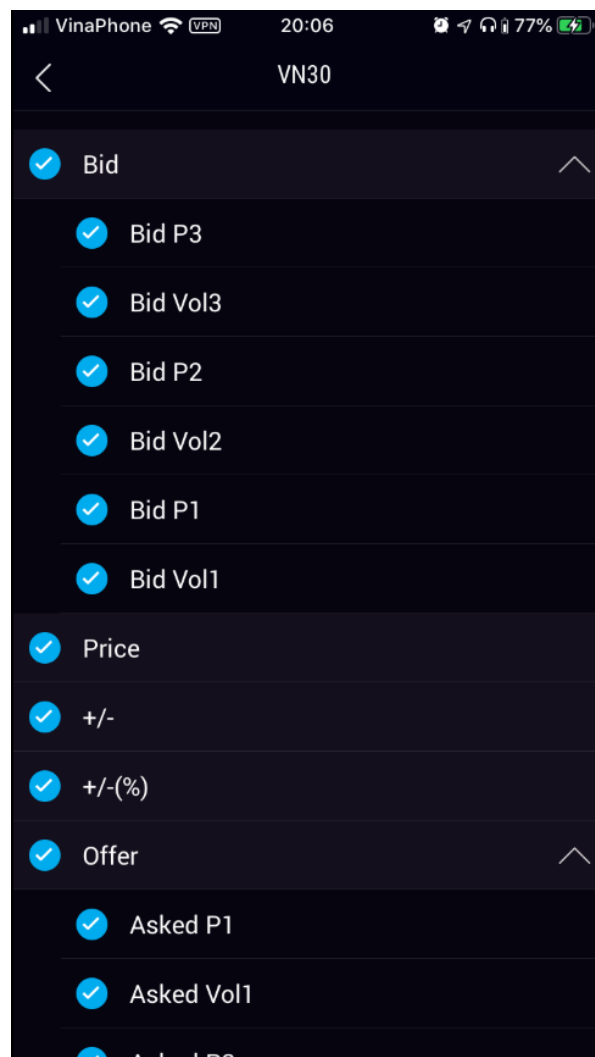 VinaPhone VPN 20:06 77%
VN30
Bid
Bid P3
Bid Vol3
Bid P2
Bid Vol2
Bid P1
Bid Vol1
Price
+/-
+/-(%)
Offer
Asked P1
Asked Vol1